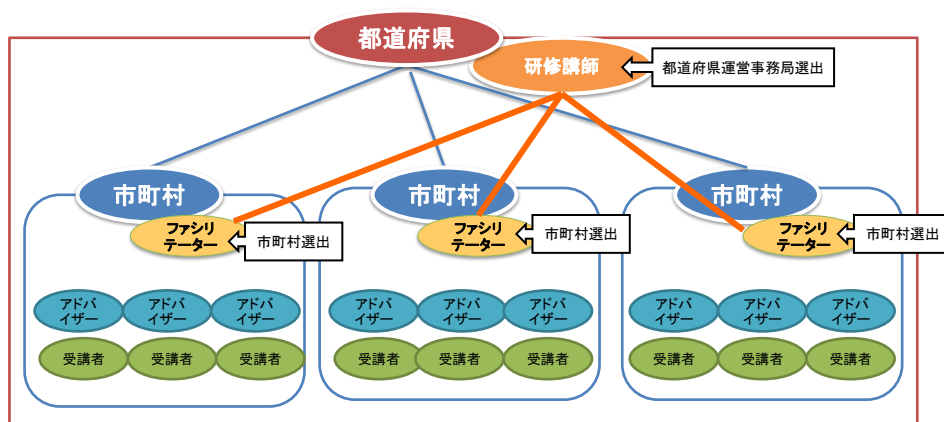 都道府県
研修講師
都道府県運営事務局選出
市町村
市町村
市町村
ファシリ
テーター
市町村選出
ファシリ
テーター
市町村選出
ファシリ
テーター
市町村選出
アドバ
イザー
アドバ
イザー
アドバ
イザー
アドバ
イザー
アドバ
イザー
アドバ
イザー
アドバ
イザー
アドバ
イザー
アドバ
イザー
受講者
受講者
受講者
受講者
受講者
受講者
受講者
受講者
受講者